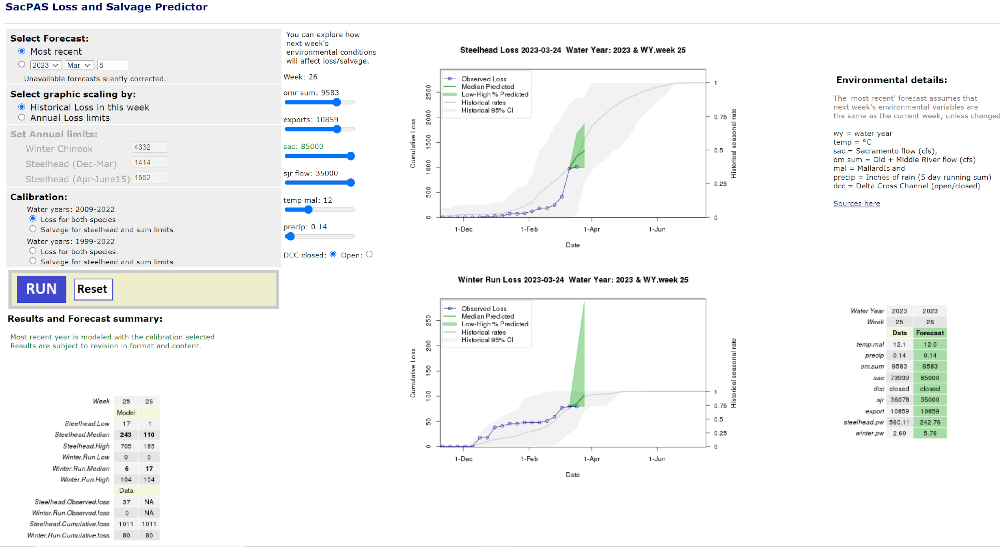 SacPAS Loss and Salvage Predictor
Select Forecast:
Most recent
2023 Mar 8
Unavailable forecasts silently corrected.
Select graphic scaling by:
Historical Loss in this week
Annual Loss limits
Set Annual limits:
Winter Chinook 4332
Steelhead (Dec-Mar) 1414
Steelhead (Apr-June15) 1552
Calibration:
Water years: 2009-2022
Loss for both species
Salvage for steelhead and sum limits.
Water years: 1999-2022
Loss for both species.
Salvage for steelhead and sum limits.
RUN Reset
You can explore how
next week's
environmental conditions
will affect loss/salvage.
Week: 26
omr sum: 9583
exports: 10859
sac: 85000
sjr flow: 35000
temp mal: 12
precip: 0.14
DCC closed: Open:
Steelhead Loss 2023-03-24 Water Year: 2023 & WY.week 25
Observed Loss
Median Predicted
Low-High % Predicted
Historical rates
Historical 95% CI
Cumulative Loss
2500
2000
1500
1000
500
0
1
0.75
0.5
0.25
0
Historical seasonal rate
1-Dec 1-Feb 1-Apr 1-Jun
Date
Winter Run Loss 2023-03-24 Water Year: 2023 & WY.week 25
Observed Loss
Median Predicted
Low-High % Predicted
Historical rates
Historical 95% CI
Cumulative Loss
250
200
150
100
50
0
1
0.75
0.5
0.25
0
Historical seasonal rate
1-Dec 1-Feb 1-Apr 1-Jun
Date
Environmental details:
The 'most recent' forecast assumes that
next week's environmental variables are
the same as the current week, unless changed
wy = water year
temp = °C
sac = Sacramento flow (cfs),
om.sum = Old + Middle River flow (cfs)
mal = MallardIsland
precip = Inches of rain (5 day running sum)
dcc = Delta Cross Channel (open/closed)
Sources here
Water Year 2023 2023
Week 25 26
Data Forecast
temp.mal 12.1 12.0
precip 0.14 0.14
om.sum 9583 9583
sac 73939 85000
dcc closed closed
sjr 36078 35000
export 10859 10859
steelhead.pw 560.11 242.76
winter.pw 2.60 5.76
Results and Forecast summary:
Most recent year is modeled with the calibration selected.
Results are subject to revision in format and content.
Week 25 26
Model
Steelhead.Low 17 1
Steelhead.Median 243 110
Steelhead.High 705 185
Winter.Run.Low 0 0
Winter.Run.Median 6 17
Winter.Run.High 104 104
Data
Steelhead.Observed.loss 37 NA
Winter.Run.Observed.loss 0 NA
Steelhead.Cumulative.loss 1011 1011
Winter.Run.Cumulative.loss 80 80